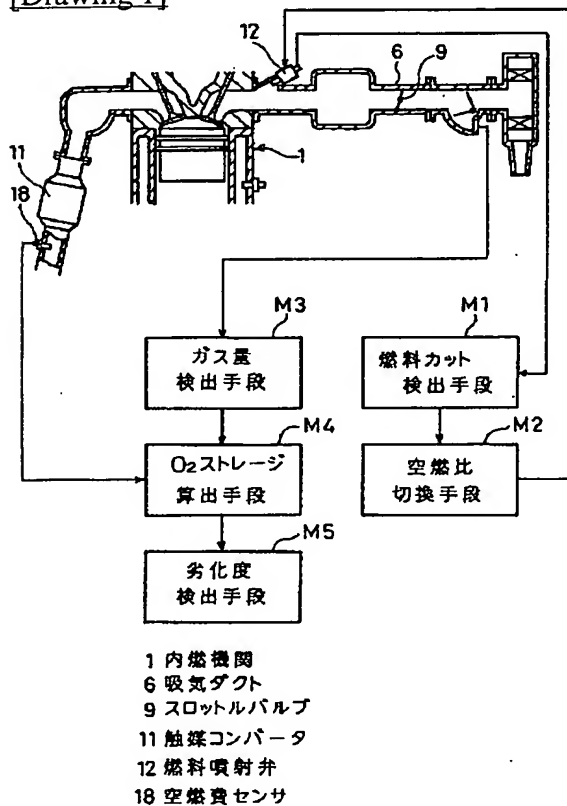 [Drawing 1]
12
6
9
11
18
1
M3
ガス量
検出手段
M1
燃料カット
検出手段
M4
O₂ストレージ
算出手段
M2
空燃比
切換手段
M5
劣化度
検出手段
1 内燃機関
6 吸気ダクト
9 スロットルバルブ
11 触媒コンバータ
12 燃料噴射弁
18 空燃費センサ